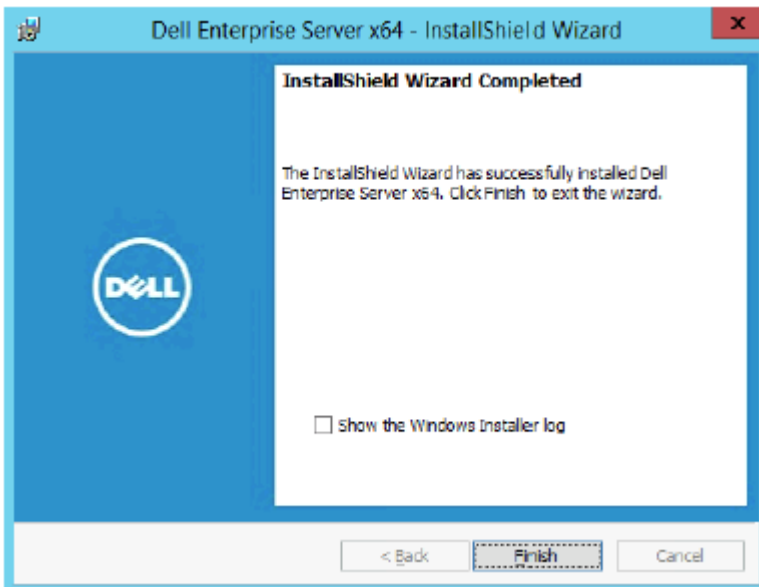 Dell Enterprise Server x64 - InstallShield Wizard
x
InstallShield Wizard Completed
The InstallShield Wizard has successfully installed Dell
Enterprise Server x64. Click Finish to exit the wizard.
DELL
Show the Windows Installer log
< Back
Finish
Cancel